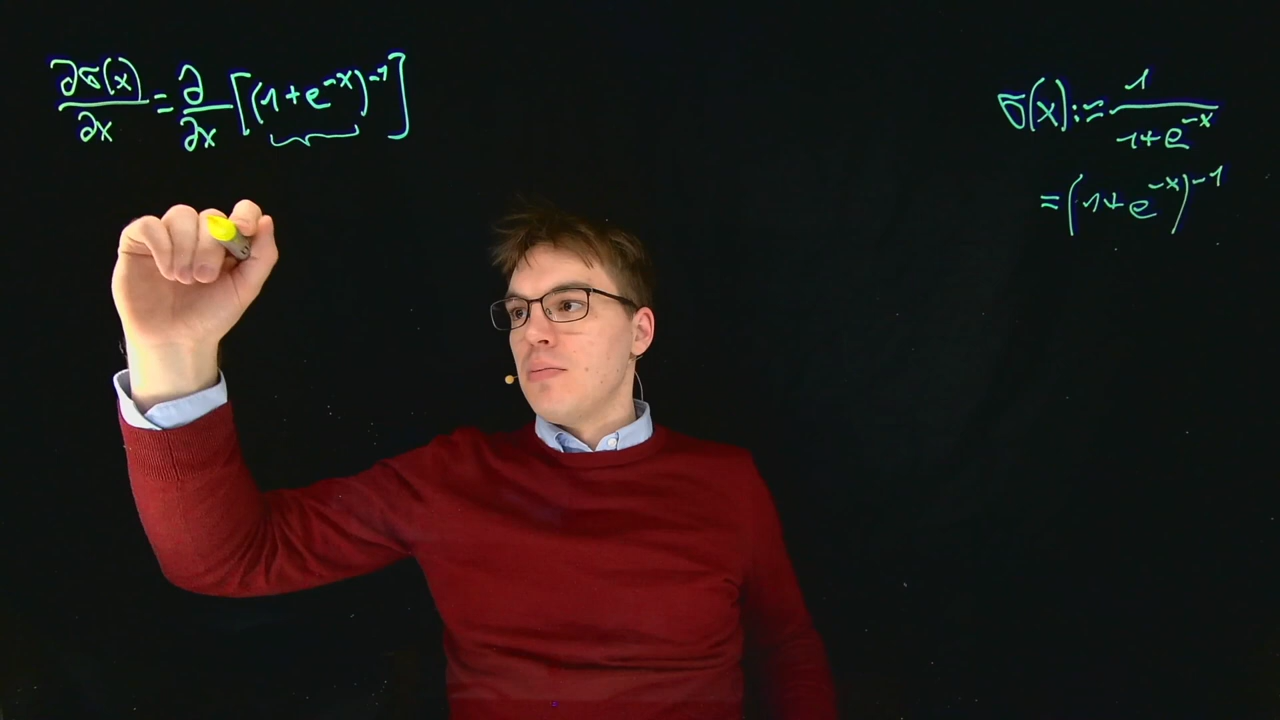 ∂σ(x)/∂x = ∂/∂x [(1+e^{-x})^{-1}]
σ(x) := 1/(1+e^{-x})
= (1+e^{-x})^{-1}